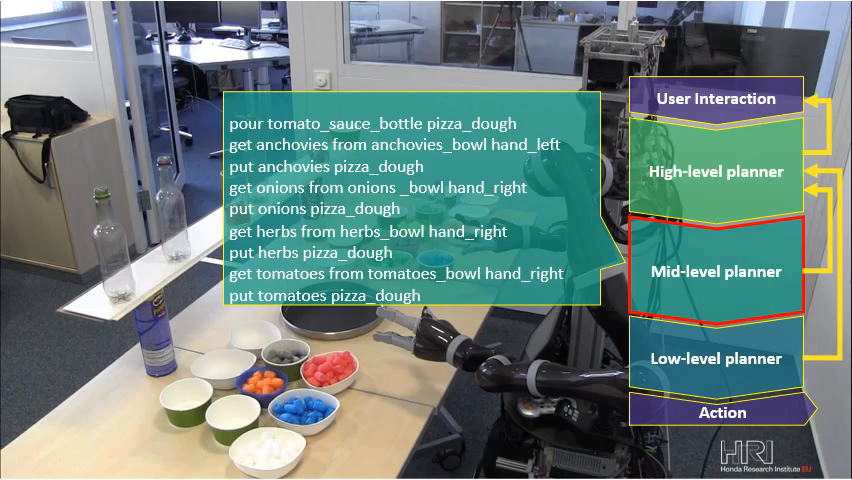 pour tomato_sauce_bottle pizza_dough
get anchovies from anchovies_bowl hand_left
put anchovies pizza_dough
get onions from onions _bowl hand_right
put onions pizza_dough
get herbs from herbs_bowl hand_right
put herbs pizza_dough
get tomatoes from tomatoes_bowl hand_right
put tomatoes pizza_dough
User Interaction
High-level planner
Mid-level planner
Low-level planner
Action
HRI
Honda Research Institute EU